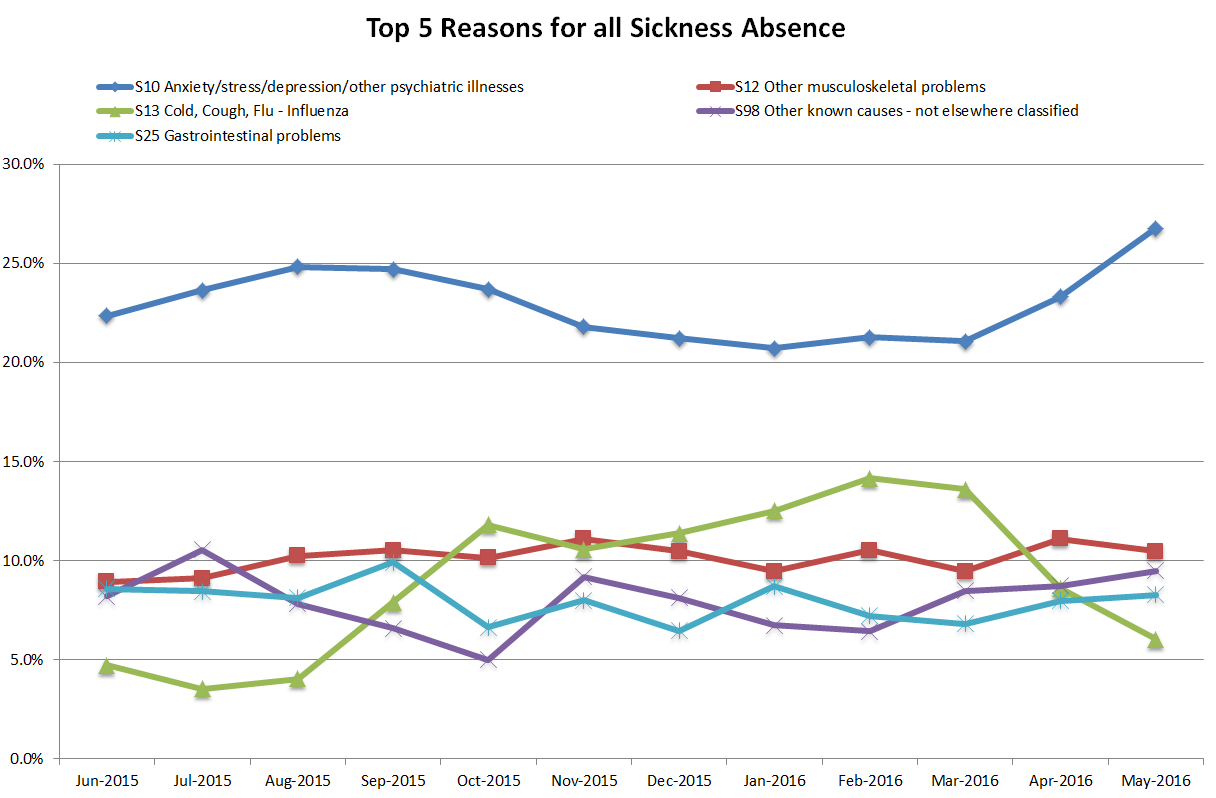 Top 5 Reasons for all Sickness Absence
S10 Anxiety/stress/depression/other psychiatric illnesses
S12 Other musculoskeletal problems
S13 Cold, Cough, Flu - Influenza
S98 Other known causes - not elsewhere classified
S25 Gastrointestinal problems
30.0%
25.0%
20.0%
15.0%
10.0%
5.0%
0.0%
Jun-2015 Jul-2015 Aug-2015 Sep-2015 Oct-2015 Nov-2015 Dec-2015 Jan-2016 Feb-2016 Mar-2016 Apr-2016 May-2016